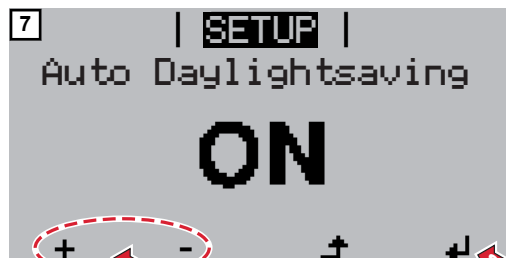 7
| SETUP |
Auto Daylightsaving
ON
+ - ⮥ ↵